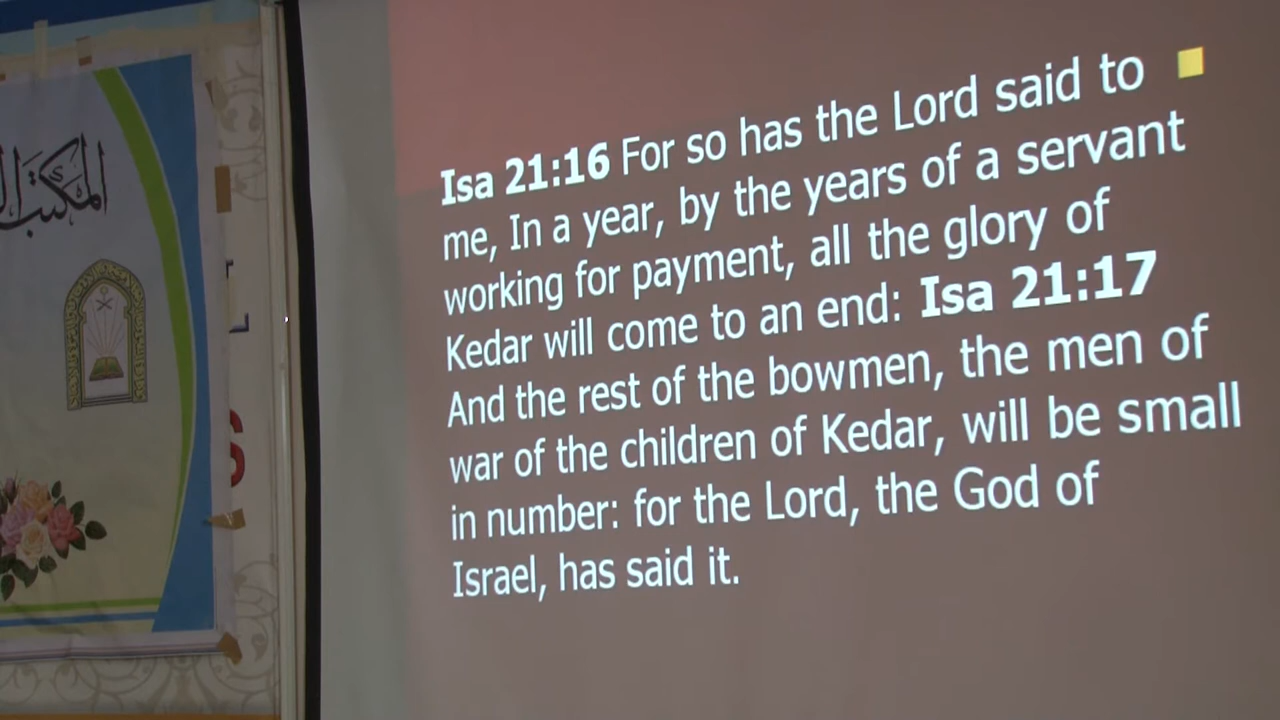 المكتب
Isa 21:16 For so has the Lord said to
me, In a year, by the years of a servant
working for payment, all the glory of
Kedar will come to an end: Isa 21:17
And the rest of the bowmen, the men of
war of the children of Kedar, will be small
in number: for the Lord, the God of
Israel, has said it.